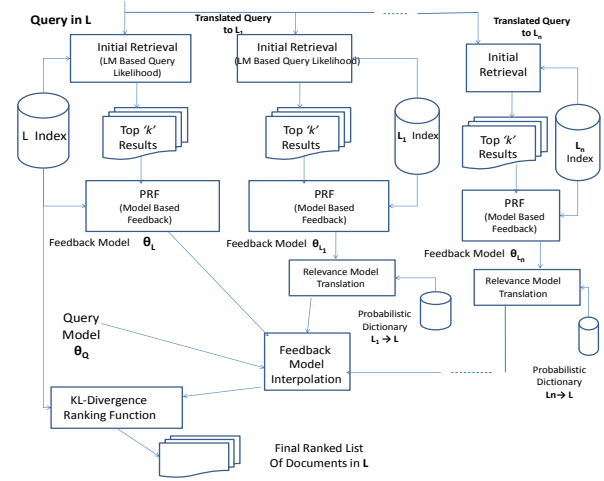 Query in L
Translated Query
to L1
Translated Query
to Ln
Initial Retrieval
(LM Based Query
Likelihood)
Initial Retrieval
(LM Based Query Likelihood)
Initial
Retrieval
L Index
Top ‘k’
Results
Top ‘k’
Results
L1 Index
Top ‘k’
Results
Ln
Index
PRF
(Model Based
Feedback)
PRF
(Model Based
Feedback)
PRF
(Model Based
Feedback)
Feedback Model θL
Feedback Model θL1
Feedback Model θLn
Relevance Model
Translation
Relevance Model
Translation
Query
Model
θQ
Probabilistic
Dictionary
L1 → L
Feedback
Model
Interpolation
Probabilistic
Dictionary
Ln→ L
KL-Divergence
Ranking Function
Final Ranked List
Of Documents in L